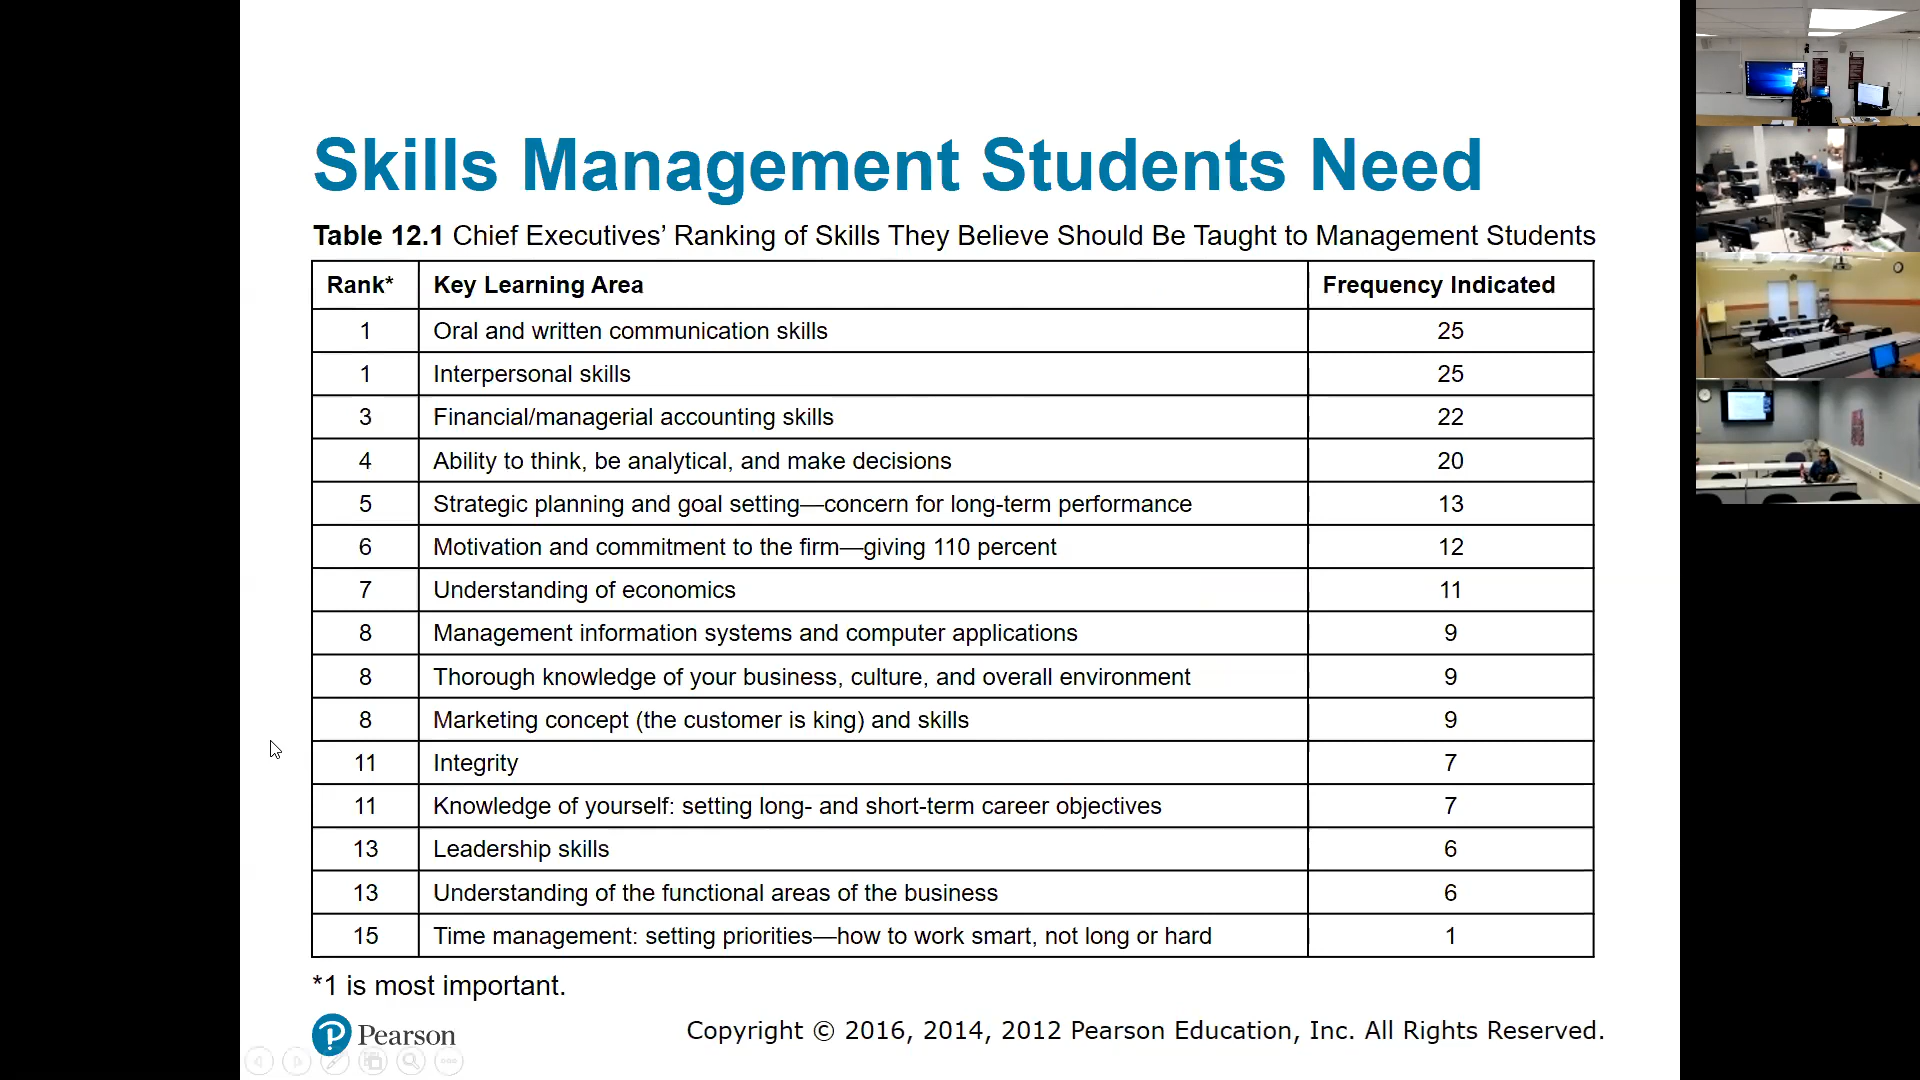 Skills Management Students Need
Table 12.1 Chief Executives’ Ranking of Skills They Believe Should Be Taught to Management Students
Rank* Key Learning Area Frequency Indicated
1 Oral and written communication skills 25
1 Interpersonal skills 25
3 Financial/managerial accounting skills 22
4 Ability to think, be analytical, and make decisions 20
5 Strategic planning and goal setting—concern for long-term performance 13
6 Motivation and commitment to the firm—giving 110 percent 12
7 Understanding of economics 11
8 Management information systems and computer applications 9
8 Thorough knowledge of your business, culture, and overall environment 9
8 Marketing concept (the customer is king) and skills 9
11 Integrity 7
11 Knowledge of yourself: setting long- and short-term career objectives 7
13 Leadership skills 6
13 Understanding of the functional areas of the business 6
15 Time management: setting priorities—how to work smart, not long or hard 1
*1 is most important.
P Pearson
Copyright © 2016, 2014, 2012 Pearson Education, Inc. All Rights Reserved.